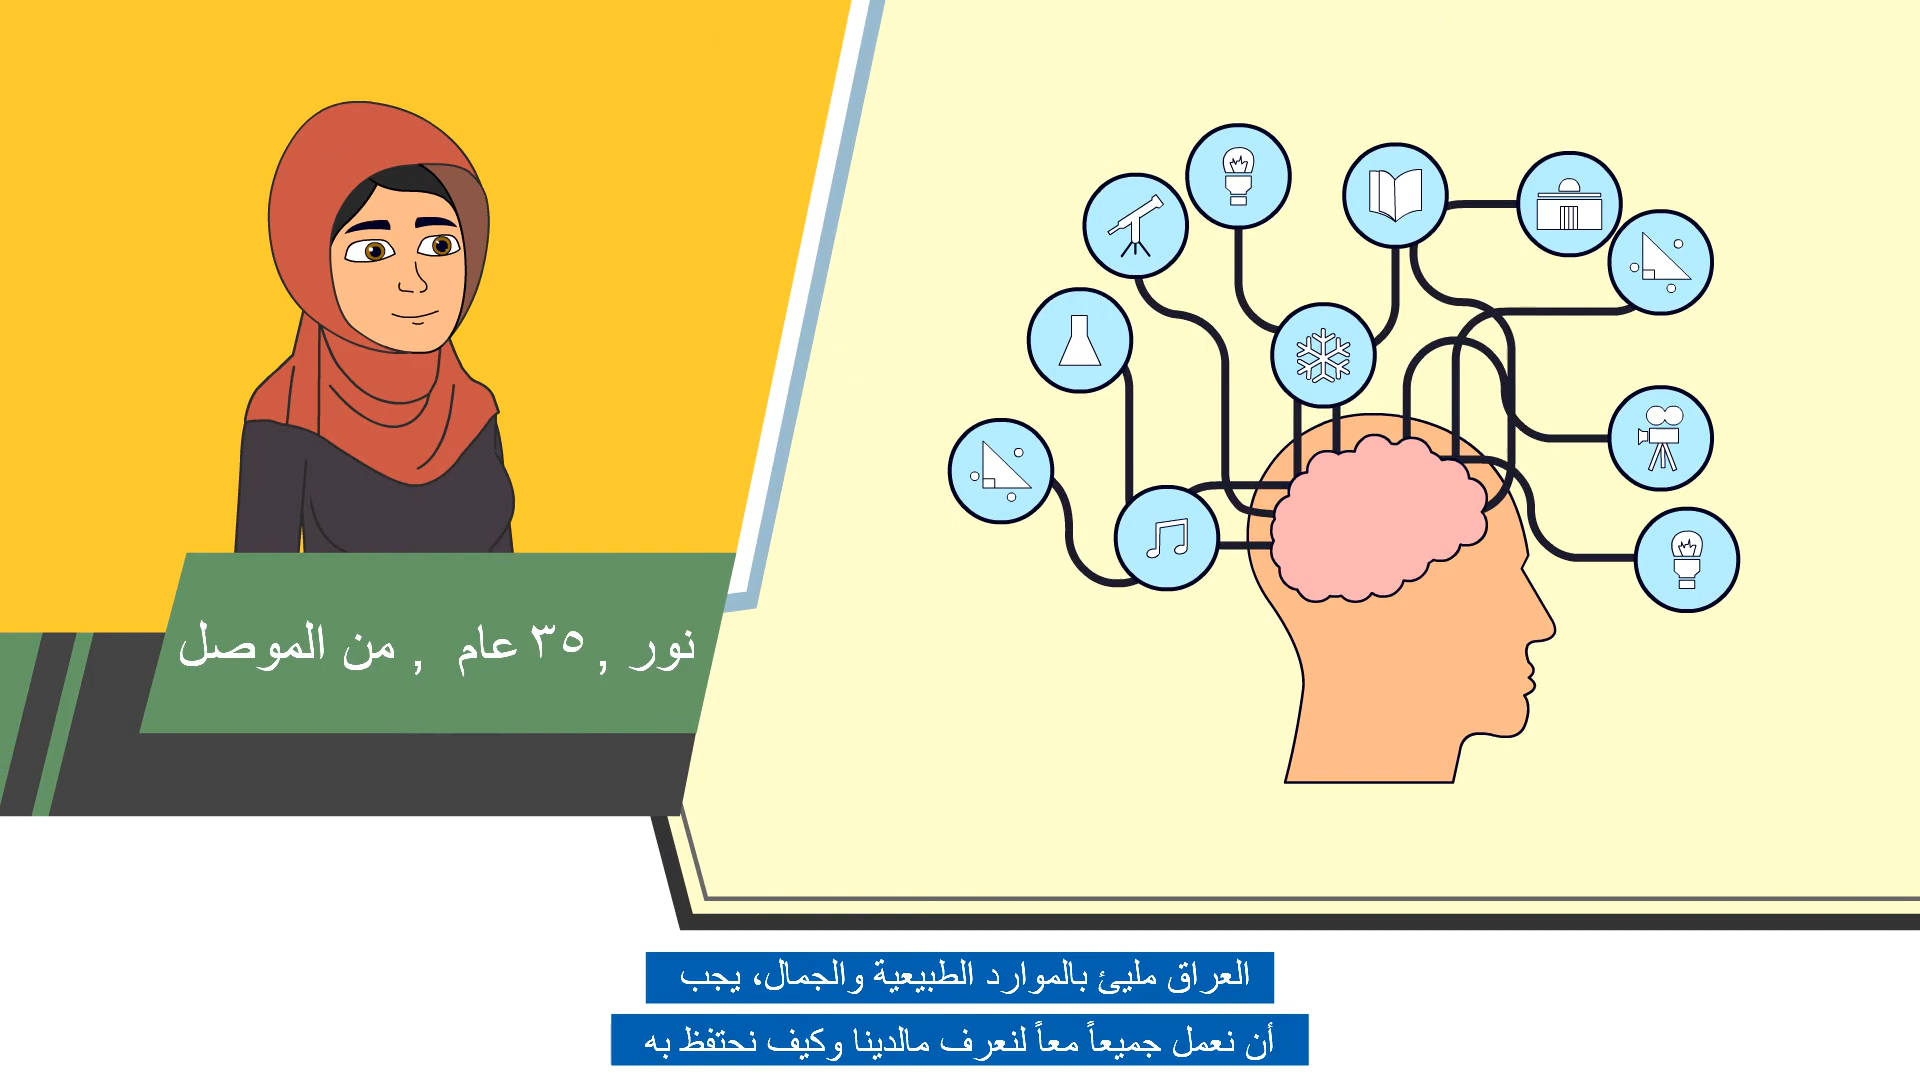 نور , ٣٥ عام , من الموصل
العراق مليئ بالموارد الطبيعية والجمال، يجب
أن نعمل جميعاً معاً لنعرف مالدينا وكيف نحتفظ به